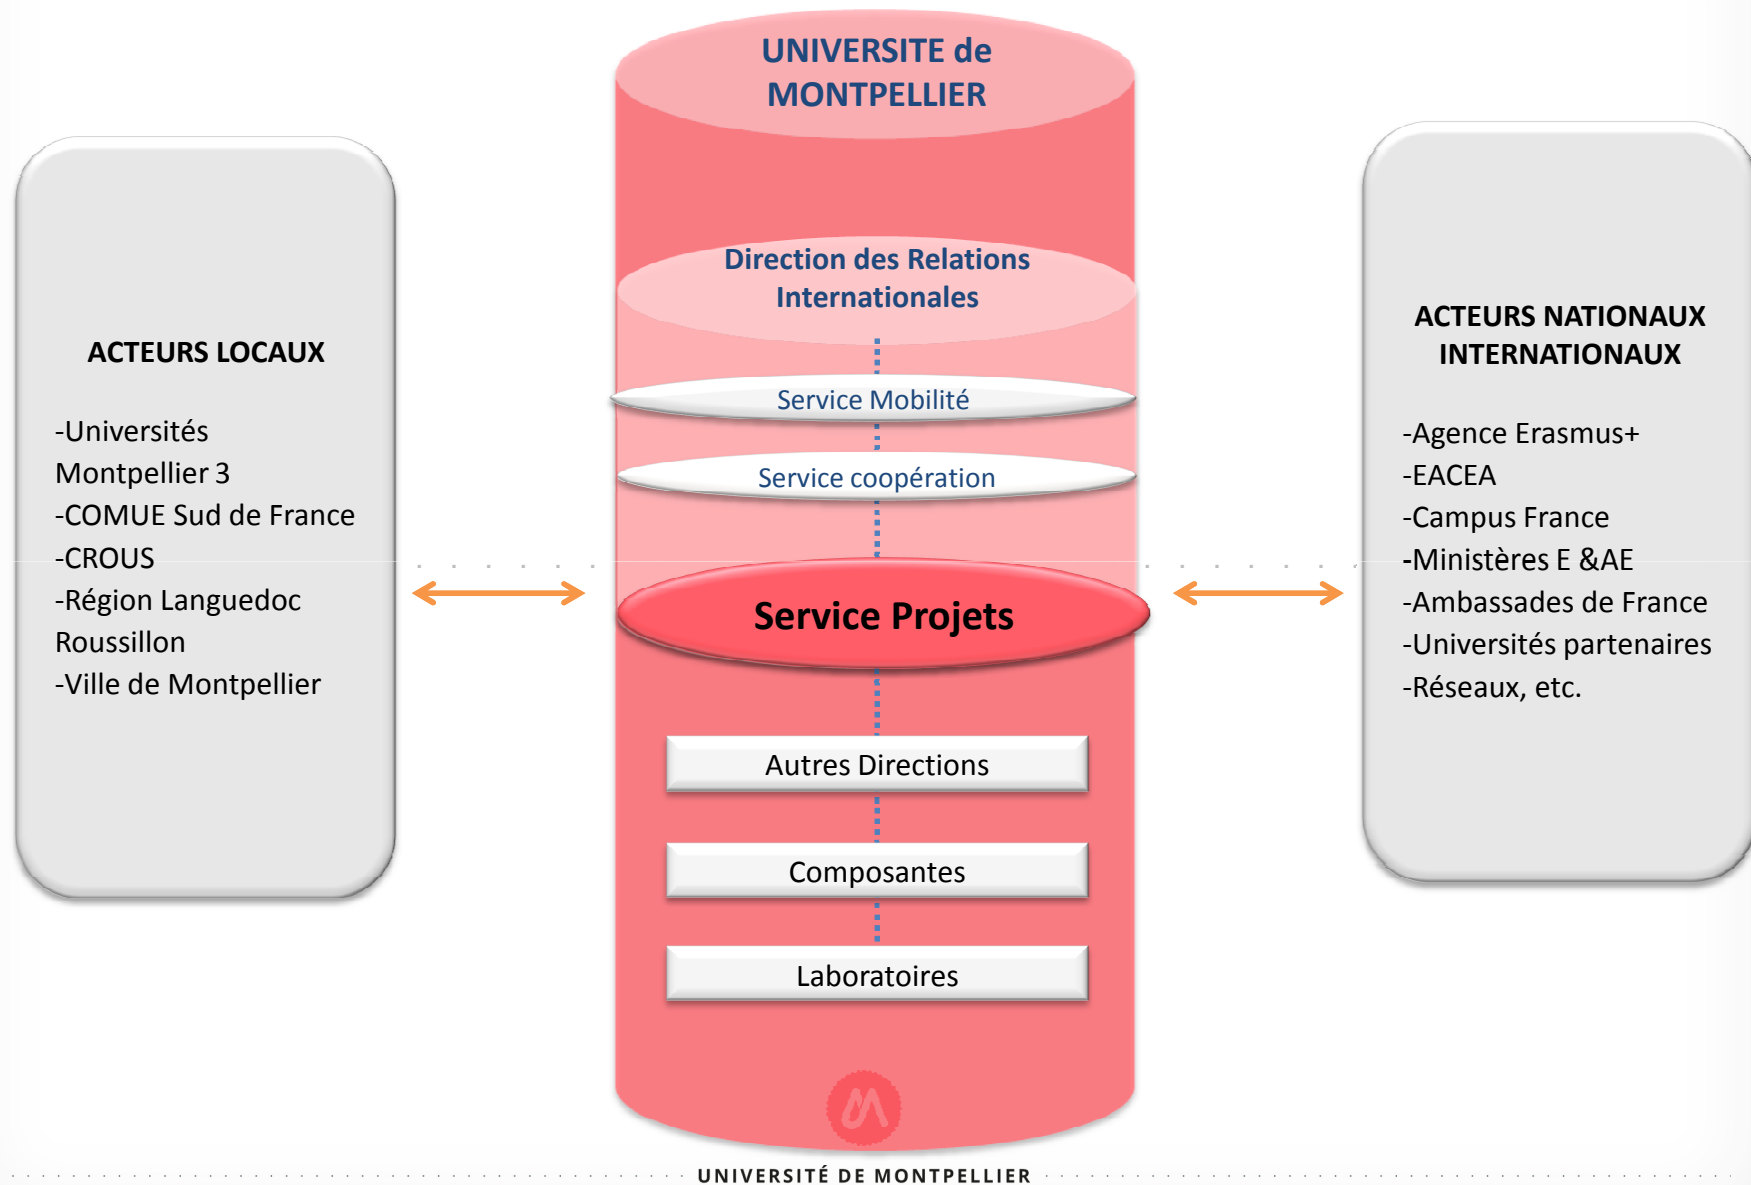 UNIVERSITE de
MONTPELLIER
Direction des Relations
Internationales
Service Mobilité
Service coopération
Service Projets
Autres Directions
Composantes
Laboratoires
ACTEURS LOCAUX
-Universités
Montpellier 3
-COMUE Sud de France
-CROUS
-Région Languedoc
Roussillon
-Ville de Montpellier
ACTEURS NATIONAUX
INTERNATIONAUX
-Agence Erasmus+
-EACEA
-Campus France
-Ministères E &AE
-Ambassades de France
-Universités partenaires
-Réseaux, etc.
UNIVERSITÉ DE MONTPELLIER